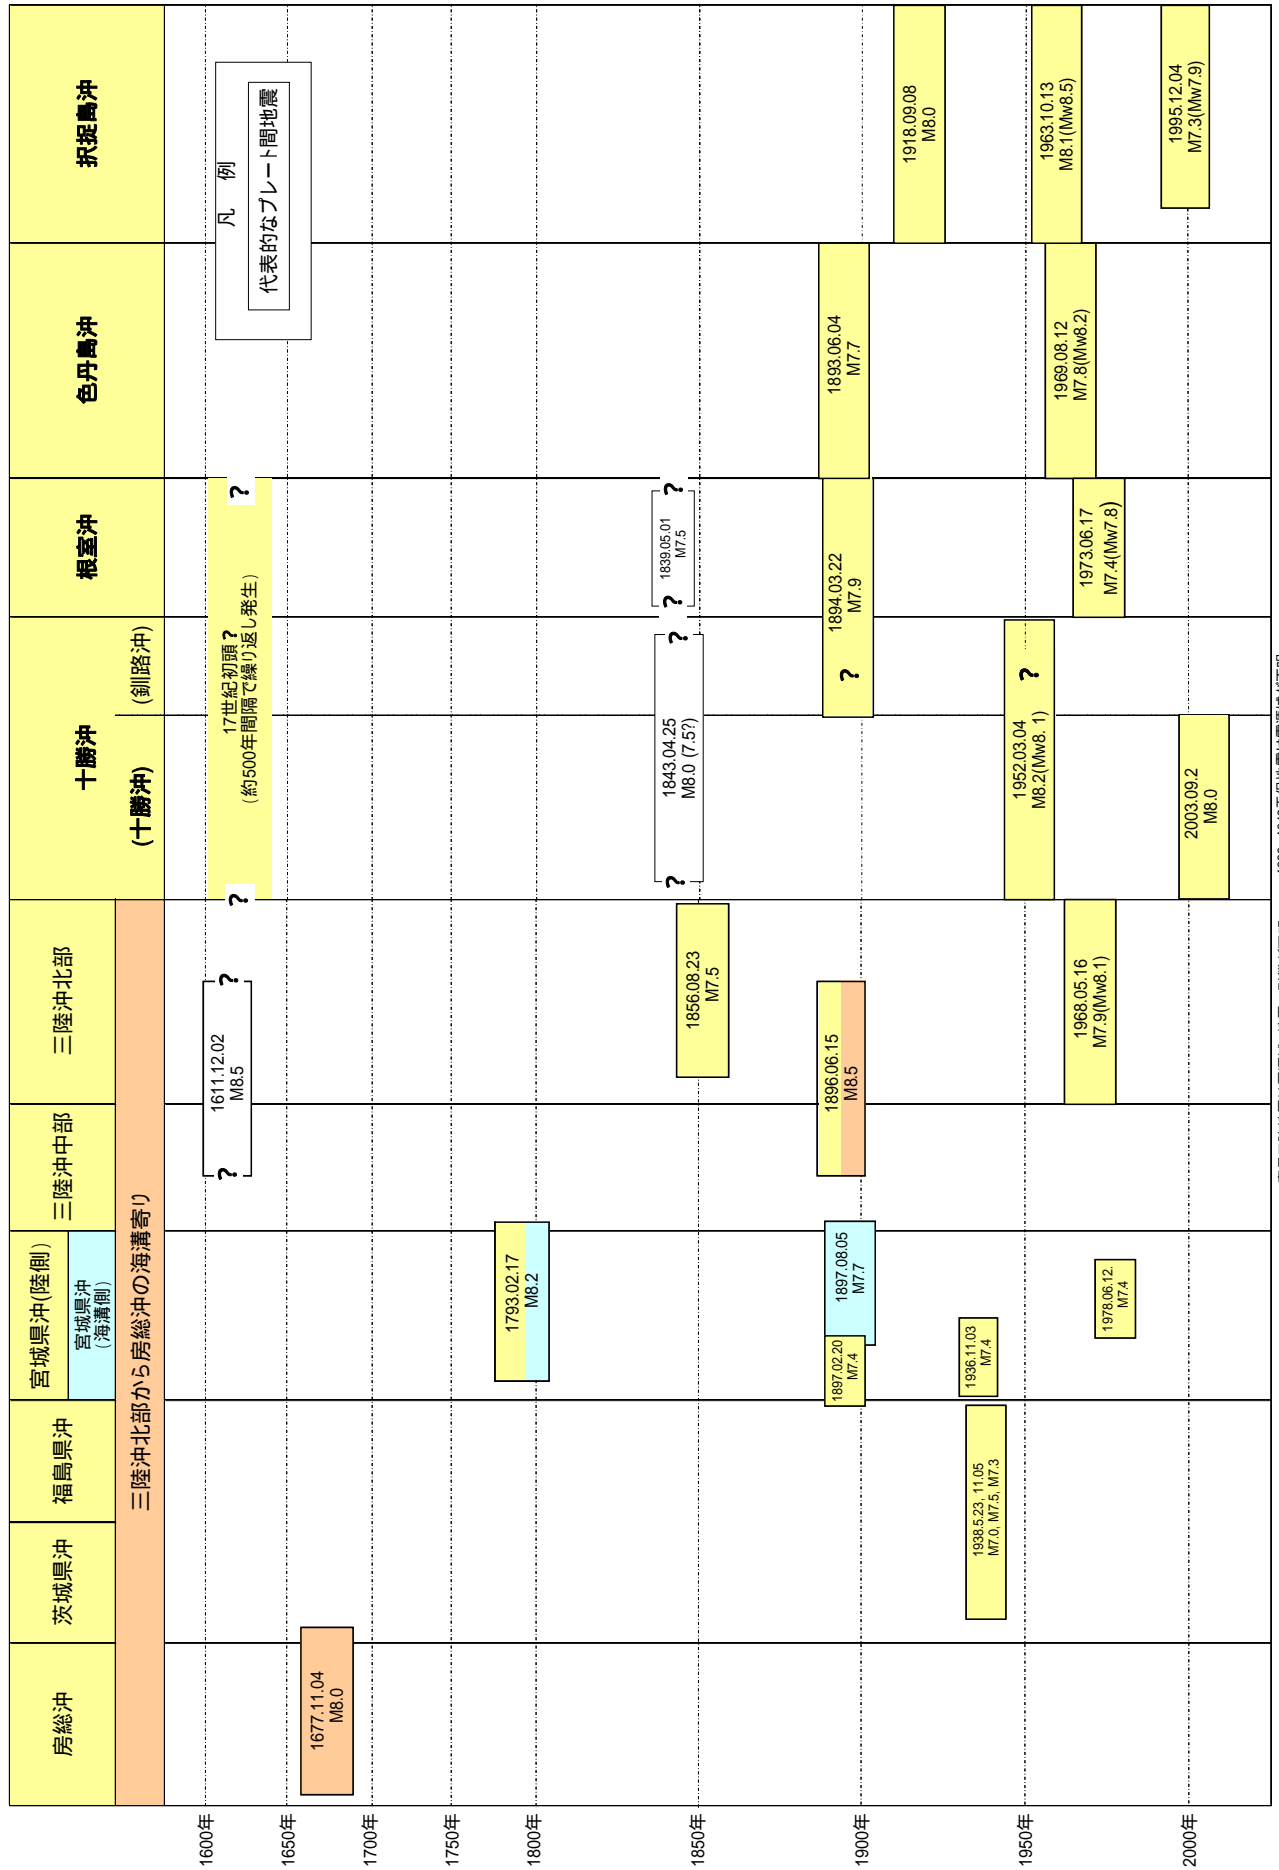 房総沖
茨城県沖
福島県沖
宮城県沖(陸側)
宮城県沖
(海溝側)
三陸沖中部
三陸沖北部
十勝沖
根室沖
色丹島沖
択捉島沖
三陸沖北部から房総沖の海溝寄り
(十勝沖)
(釧路沖)
凡 例
代表的なプレート間地震
1600年
1611.12.02
M8.5
?
?
17世紀初頭?
(約500年間隔で繰り返し発生)
?
?
1650年
1677.11.04
M8.0
1700年
1750年
1793.02.17
M8.2
1800年
1843.04.25
M8.0 (7.5?)
?
?
1839.05.01
M7.5
?
?
1850年
1856.08.23
M7.5
1897.02.20
M7.4
1897.08.05
M7.7
1896.06.15
M8.5
1894.03.22
M7.9
?
1893.06.04
M7.7
1900年
1918.09.08
M8.0
1938.5.23, 11.05
M7.0, M7.5, M7.3
1936.11.03
M7.4
1950年
1952.03.04
M8.2(Mw8. 1)
?
1963.10.13
M8.1(Mw8.5)
1968.05.16
M7.9(Mw8.1)
1973.06.17
M7.4(Mw7.8)
1969.08.12
M7.8(Mw8.2)
1978.06.12.
M7.4
2000年
2003.09.2
M8.0
1995.12.04
M7.3(Mw7.9)